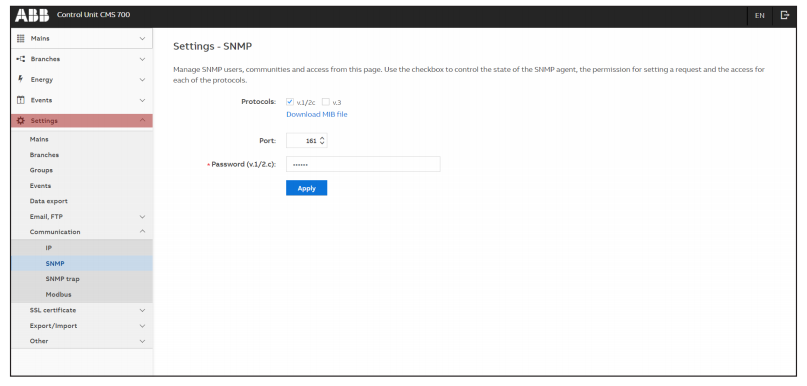 ABB Control Unit CMS 700 EN
Mains
Branches
Energy
Events
Settings
Mains
Branches
Groups
Events
Data export
Email, FTP
Communication
IP
SNMP
SNMP trap
Modbus
SSL certificate
Export/Import
Other
Settings - SNMP
Manage SNMP users, communities and access from this page. Use the checkbox to control the state of the SNMP agent, the permission for setting a request and the access for
each of the protocols.
Protocols: v.1/2c v.3
Download MIB file
Port: 161
* Password (v.1/2.c): ......
Apply